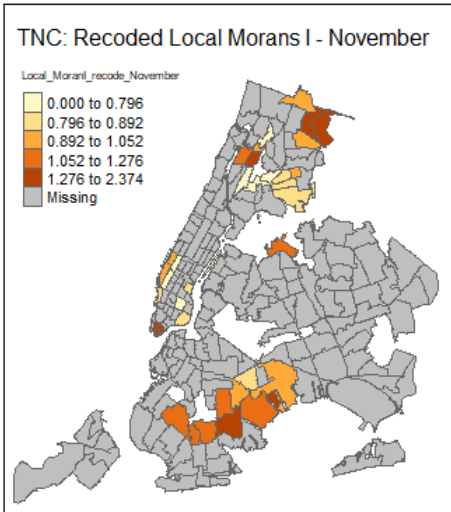 TNC: Recoded Local Morans I - November
Local_MoranI_recode_November
0.000 to 0.796
0.796 to 0.892
0.892 to 1.052
1.052 to 1.276
1.276 to 2.374
Missing